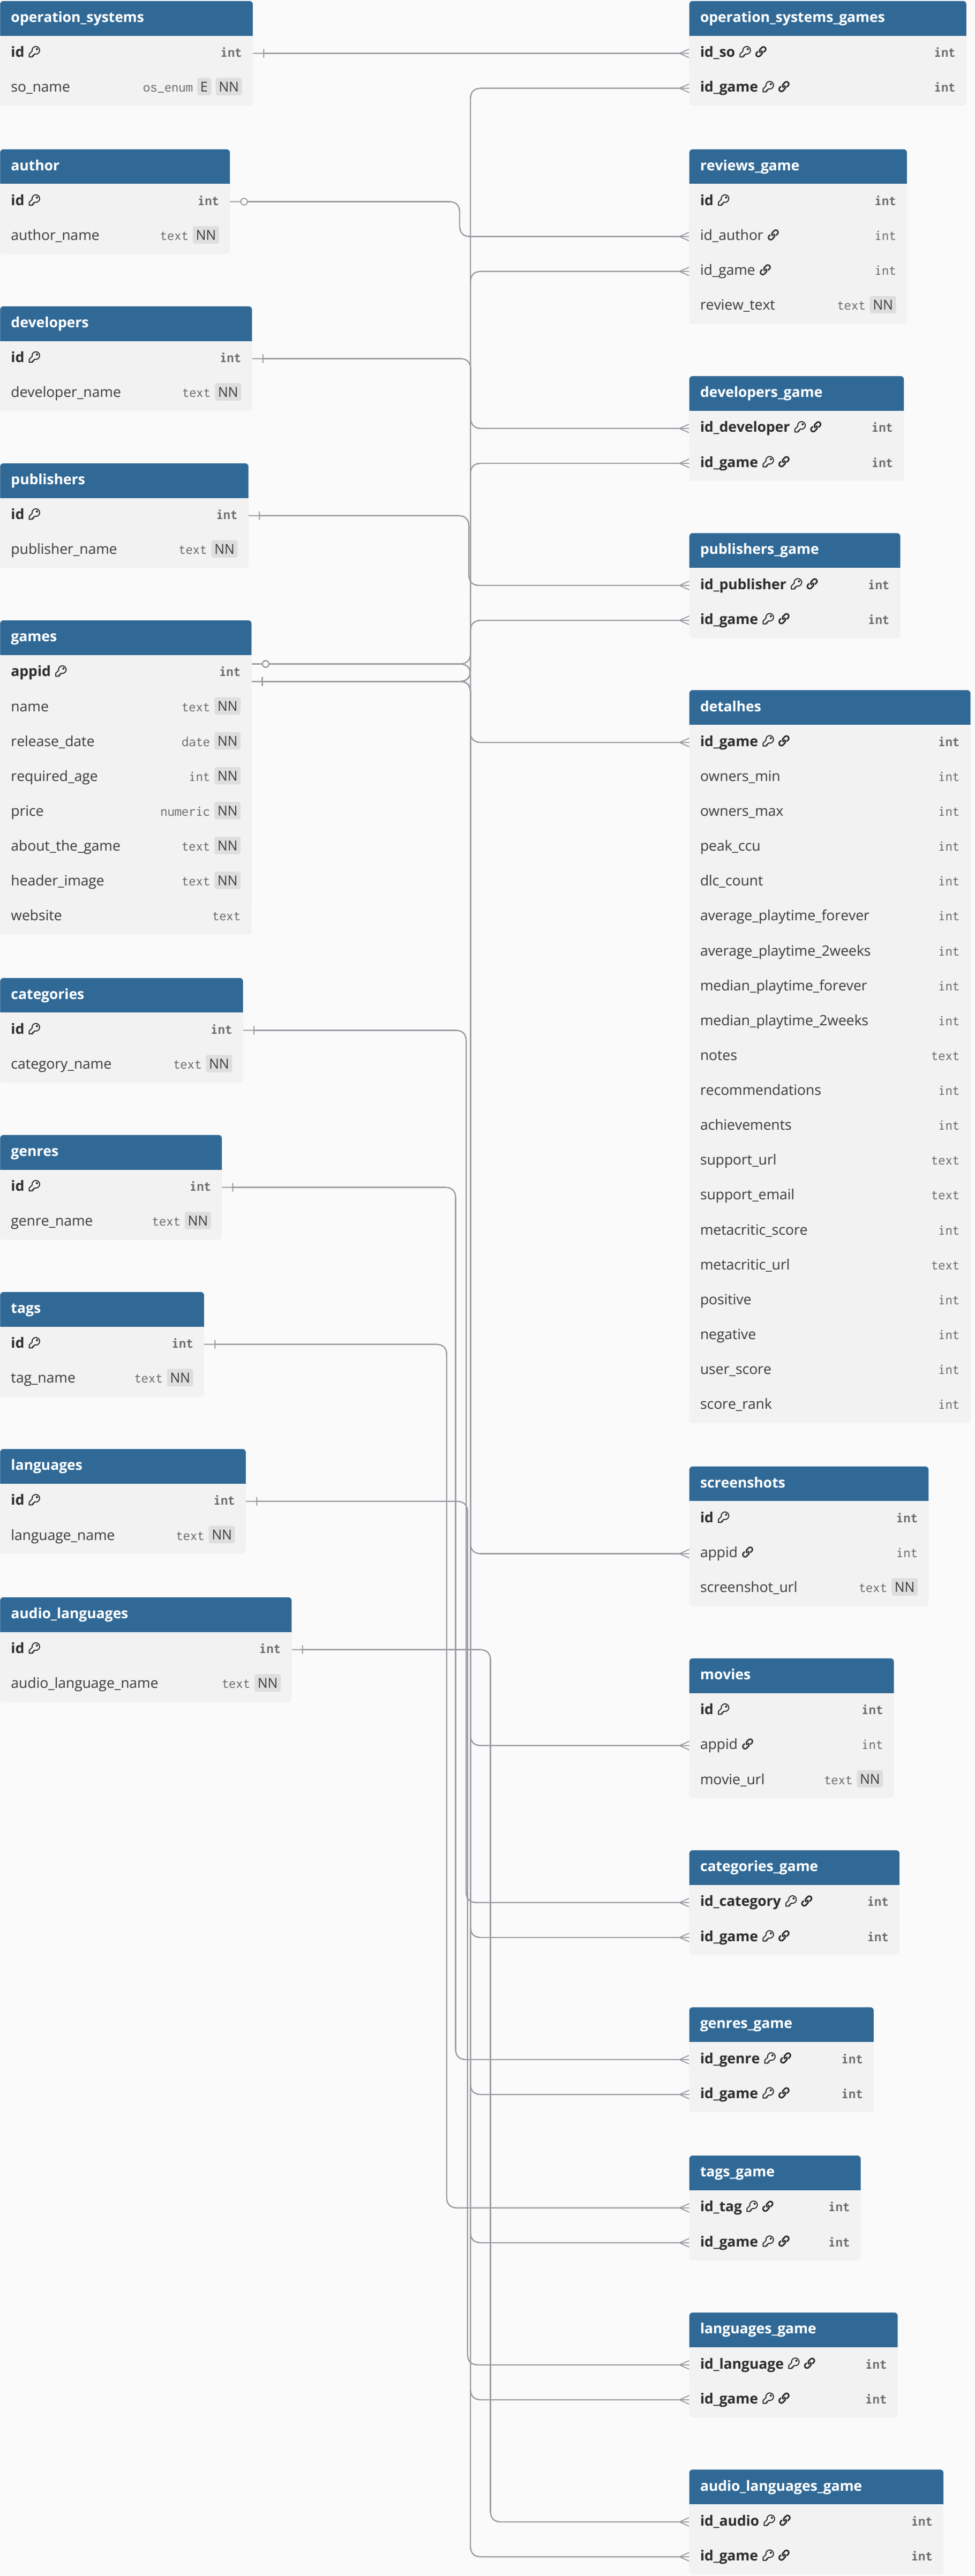 operation_systems
id int
so_name os_enum E NN
author
id int
author_name text NN
developers
id int
developer_name text NN
publishers
id int
publisher_name text NN
games
appid int
name text NN
release_date date NN
required_age int NN
price numeric NN
about_the_game text NN
header_image text NN
website text
categories
id int
category_name text NN
genres
id int
genre_name text NN
tags
id int
tag_name text NN
languages
id int
language_name text NN
audio_languages
id int
audio_language_name text NN
operation_systems_games
id_so int
id_game int
reviews_game
id int
id_author int
id_game int
review_text text NN
developers_game
id_developer int
id_game int
publishers_game
id_publisher int
id_game int
detalhes
id_game int
owners_min int
owners_max int
peak_ccu int
dlc_count int
average_playtime_forever int
average_playtime_2weeks int
median_playtime_forever int
median_playtime_2weeks int
notes text
recommendations int
achievements int
support_url text
support_email text
metacritic_score int
metacritic_url text
positive int
negative int
user_score int
score_rank int
screenshots
id int
appid int
screenshot_url text NN
movies
id int
appid int
movie_url text NN
categories_game
id_category int
id_game int
genres_game
id_genre int
id_game int
tags_game
id_tag int
id_game int
languages_game
id_language int
id_game int
audio_languages_game
id_audio int
id_game int